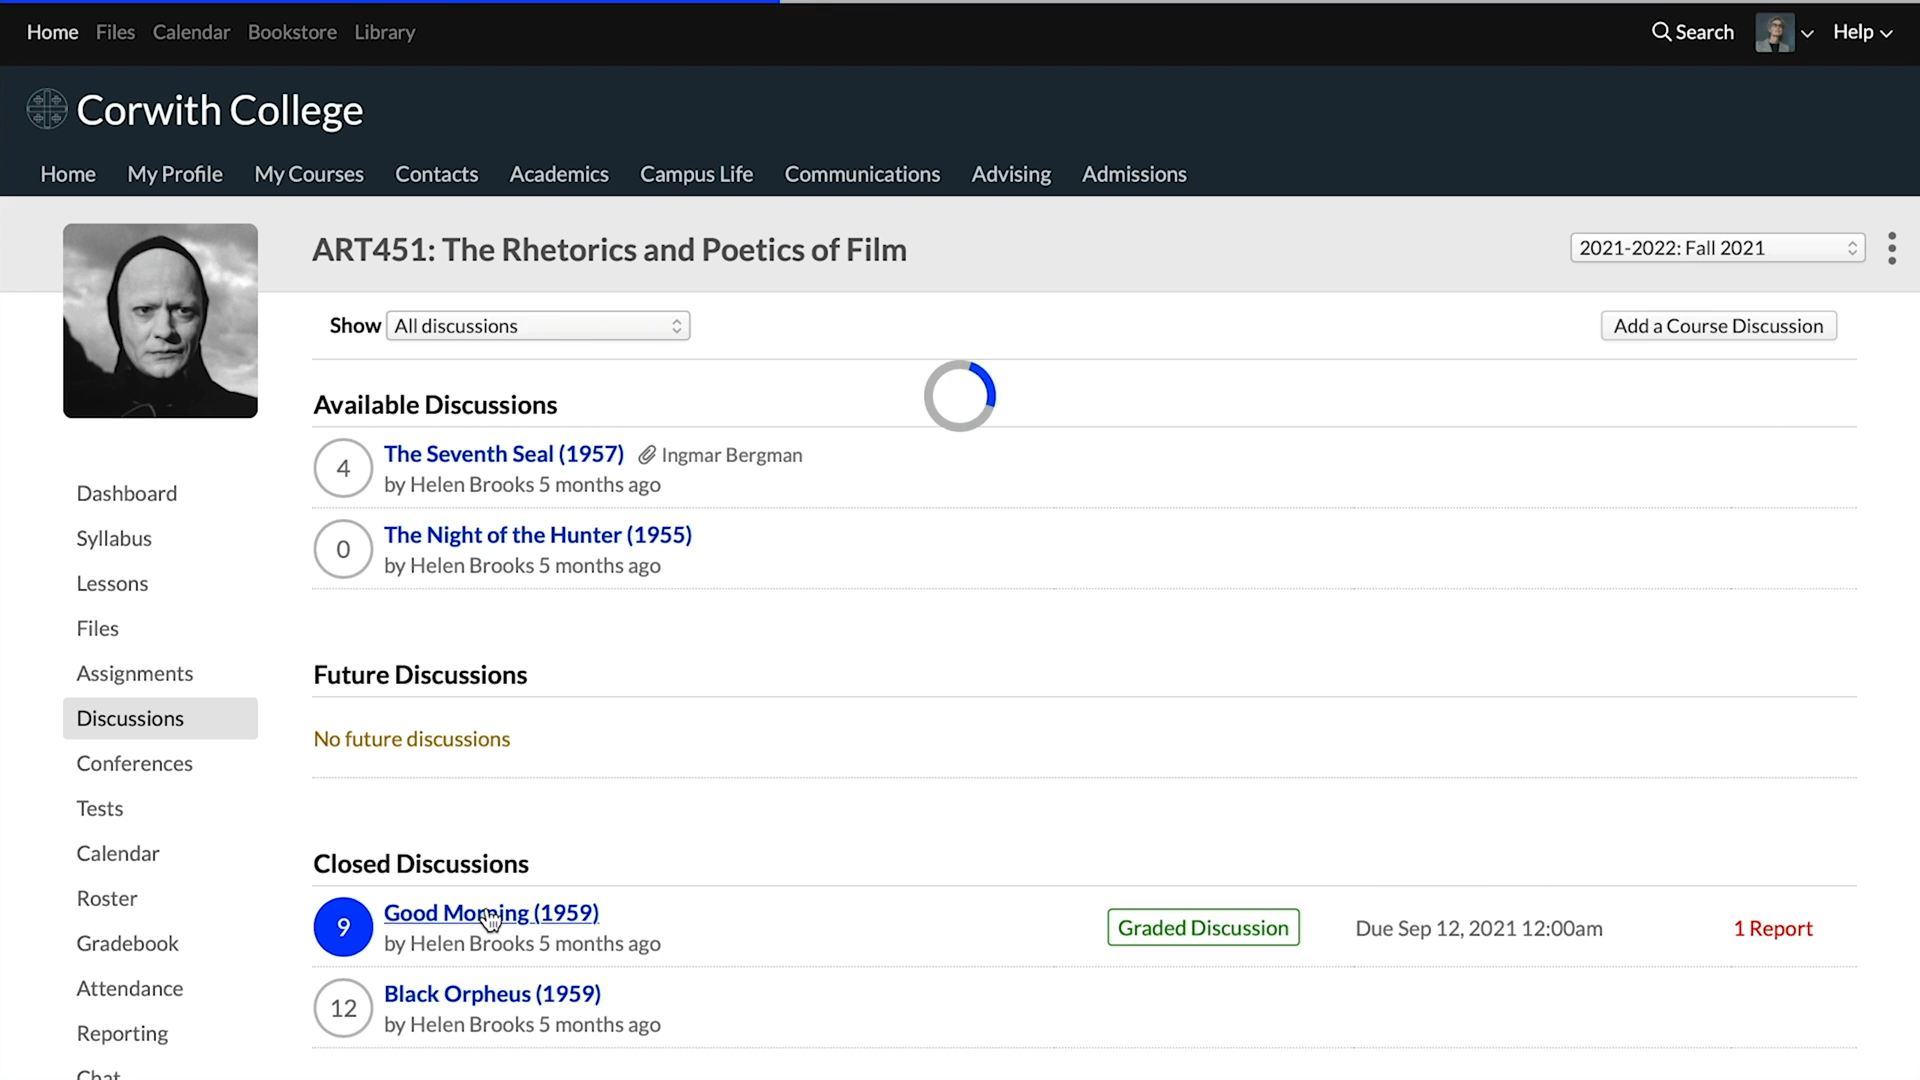 Home Files Calendar Bookstore Library Search Help
Corwith College
Home My Profile My Courses Contacts Academics Campus Life Communications Advising Admissions
ART451: The Rhetorics and Poetics of Film 2021-2022: Fall 2021
Show All discussions Add a Course Discussion
Available Discussions
4 The Seventh Seal (1957) Ingmar Bergman
by Helen Brooks 5 months ago
0 The Night of the Hunter (1955)
by Helen Brooks 5 months ago
Future Discussions
No future discussions
Closed Discussions
9 Good Morning (1959)
by Helen Brooks 5 months ago
Graded Discussion Due Sep 12, 2021 12:00am 1 Report
12 Black Orpheus (1959)
by Helen Brooks 5 months ago
Dashboard
Syllabus
Lessons
Files
Assignments
Discussions
Conferences
Tests
Calendar
Roster
Gradebook
Attendance
Reporting
Chat